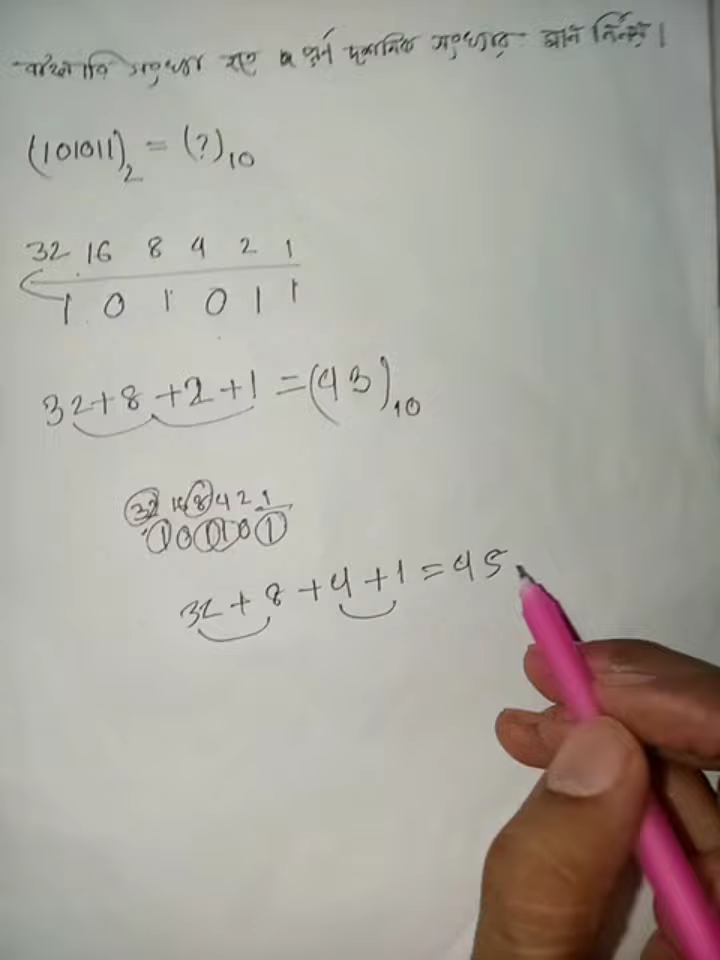 বাইনারি সংখ্যা হতে পূর্ণ দশমিক সংখ্যার মান নির্নয়।
(101011)₂ = (?)₁₀
32 16 8 4 2 1
1 0 1 0 1 1
32+8+2+1=(43)₁₀
32 16 8 4 2 1
1 0 1 1 0 1
32+8+4+1=45